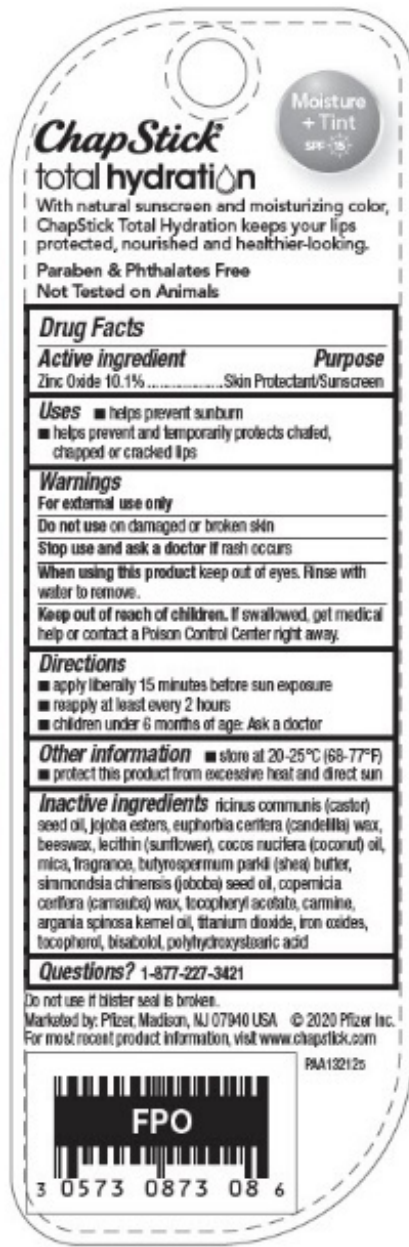 Moisture
+ Tint
SPF 15
ChapStick®
total hydration
With natural sunscreen and moisturizing color,
ChapStick Total Hydration keeps your lips
protected, nourished and healthier-looking.
Paraben & Phthalates Free
Not Tested on Animals
Drug Facts
Active ingredient Purpose
Zinc Oxide 10.1% ..................... Skin Protectant/Sunscreen
Uses ■ helps prevent sunburn
■ helps prevent and temporarily protects chafed,
chapped or cracked lips
Warnings
For external use only
Do not use on damaged or broken skin
Stop use and ask a doctor if rash occurs
When using this product keep out of eyes. Rinse with
water to remove.
Keep out of reach of children. If swallowed, get medical
help or contact a Poison Control Center right away.
Directions
■ apply liberally 15 minutes before sun exposure
■ reapply at least every 2 hours
■ children under 6 months of age: Ask a doctor
Other information ■ store at 20-25°C (68-77°F)
■ protect this product from excessive heat and direct sun
Inactive ingredients ricinus communis (castor)
seed oil, jojoba esters, euphorbia cerifera (candelilla) wax,
beeswax, lecithin (sunflower), cocos nucifera (coconut) oil,
mica, fragrance, butyrospermum parkii (shea) butter,
simmondsia chinensis (jojoba) seed oil, copernicia
cerifera (carnauba) wax, tocopheryl acetate, carmine,
argania spinosa kernel oil, titanium dioxide, iron oxides,
tocopherol, bisabolol, polyhydroxystearic acid
Questions? 1-877-227-3421
Do not use if blister seal is broken.
Marketed by: Pfizer, Madison, NJ 07940 USA © 2020 Pfizer Inc.
For most recent product information, visit www.chapstick.com
PAA132125
FPO
3 0573 0873 08 6